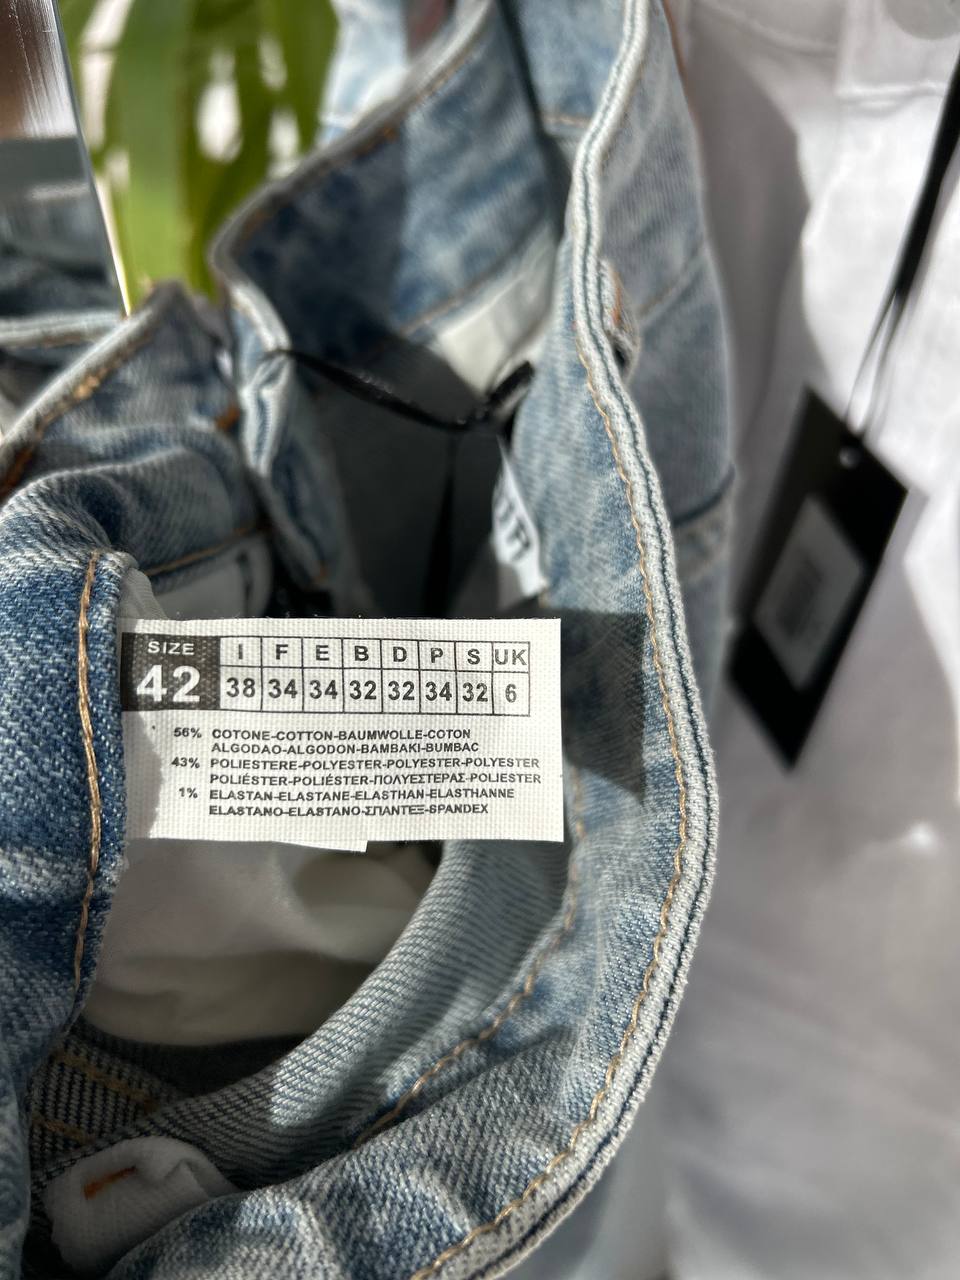 SIZE I F E B D P S UK
42 38 34 34 32 32 34 32 6
56% COTONE-COTTON-BAUMWOLLE-COTON
ALGODAO-ALGODON-BAMBAKI-BUMBAC
43% POLIESTERE-POLYESTER-POLYESTER
POLIÉSTER-POLIÉSTER-ΠΟΛΥΕΣΤΕΡΑΣ-POLIESTER
1% ELASTAN-ELASTANE-ELASTHAN-ELASTHANNE
ELASTANO-ELASTANO-ΣΠΑΝΤΕΞ-SPANDEX